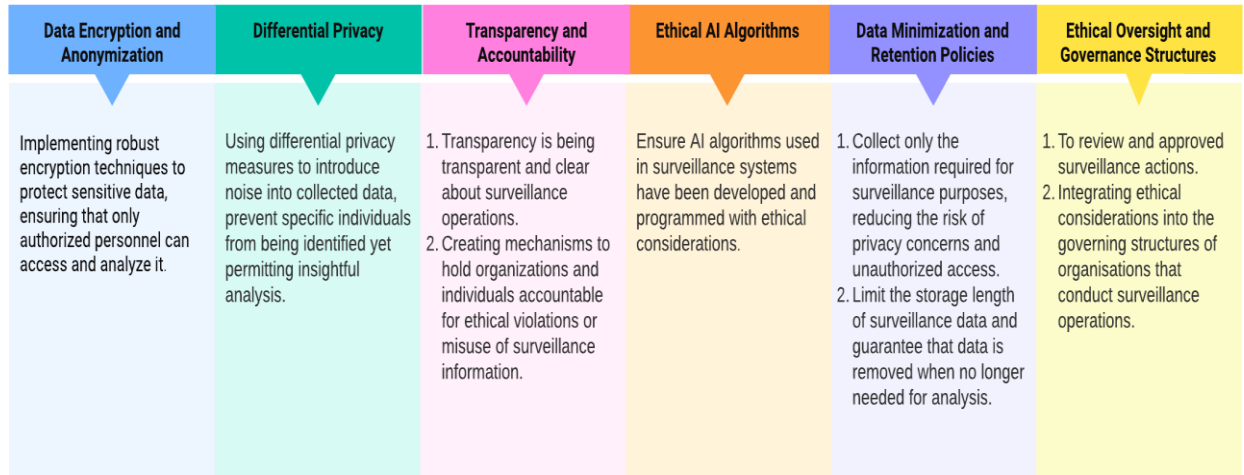 Data Encryption and
Anonymization
Implementing robust
encryption techniques to
protect sensitive data,
ensuring that only
authorized personnel can
access and analyze it.
Differential Privacy
Using differential privacy
measures to introduce
noise into collected data,
prevent specific individuals
from being identified yet
permitting insightful
analysis.
Transparency and
Accountability
1. Transparency is being
transparent and clear
about surveillance
operations.
2. Creating mechanisms to
hold organizations and
individuals accountable
for ethical violations or
misuse of surveillance
information.
Ethical AI Algorithms
Ensure AI algorithms used
in surveillance systems
have been developed and
programmed with ethical
considerations.
Data Minimization and
Retention Policies
1. Collect only the
information required for
surveillance purposes,
reducing the risk of
privacy concerns and
unauthorized access.
2. Limit the storage length
of surveillance data and
guarantee that data is
removed when no longer
needed for analysis.
Ethical Oversight and
Governance Structures
1. To review and approved
surveillance actions.
2. Integrating ethical
considerations into the
governing structures of
organisations that
conduct surveillance
operations.